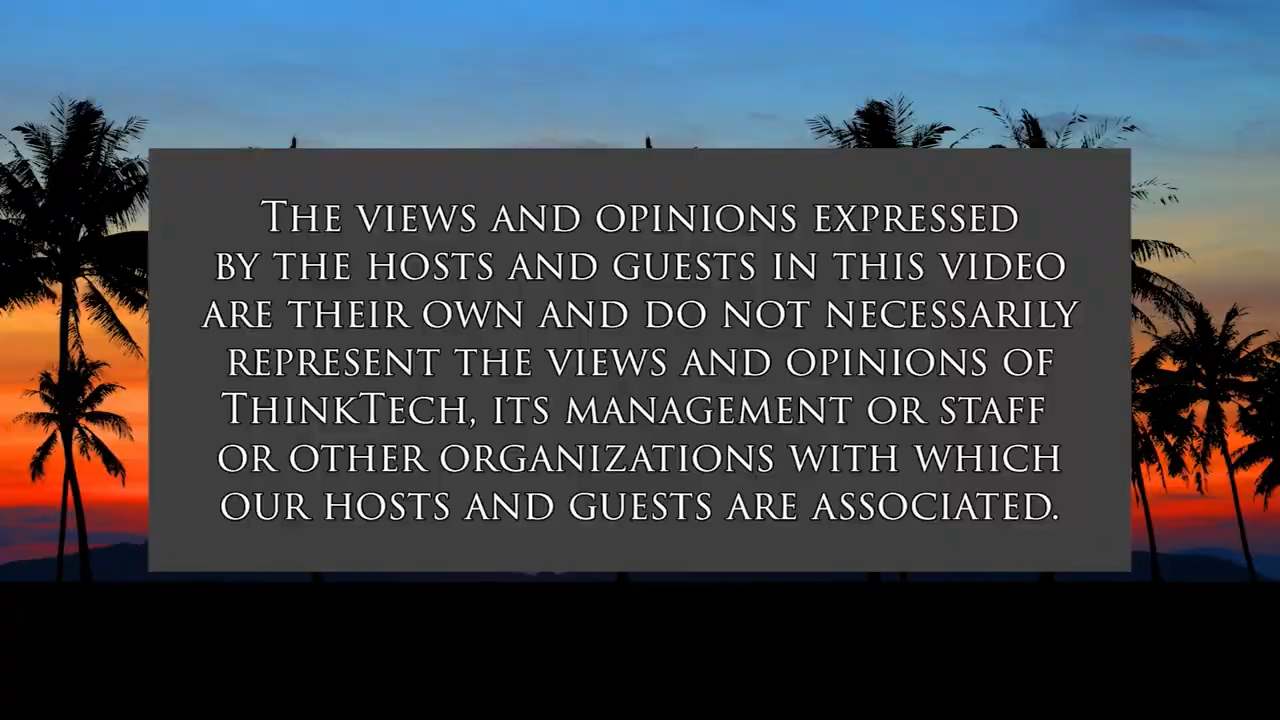 The views and opinions expressed
by the hosts and guests in this video
are their own and do not necessarily
represent the views and opinions of
ThinkTech, its management or staff
or other organizations with which
our hosts and guests are associated.